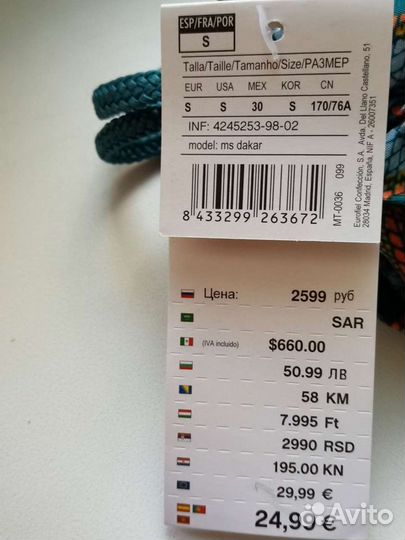 ESP/FRA/POR
S
Talla/Taille/Tamanho/Size/РАЗМЕР
EUR USA MEX KOR CN
S S 30 S 170/76A
INF: 4245253-98-02
model: ms dakar
8 433299 263672
MT-0036 099
Eurofiel Confección, S.A. Avda. Del Llano Castellano, 51
28034 Madrid, España, NIF A - 26007351
Цена: 2599 руб
SAR
(IVA incluido) $660.00
50.99 ЛВ
58 KM
7.995 Ft
2990 RSD
195.00 KN
29,99 €
24,99 €
Avito